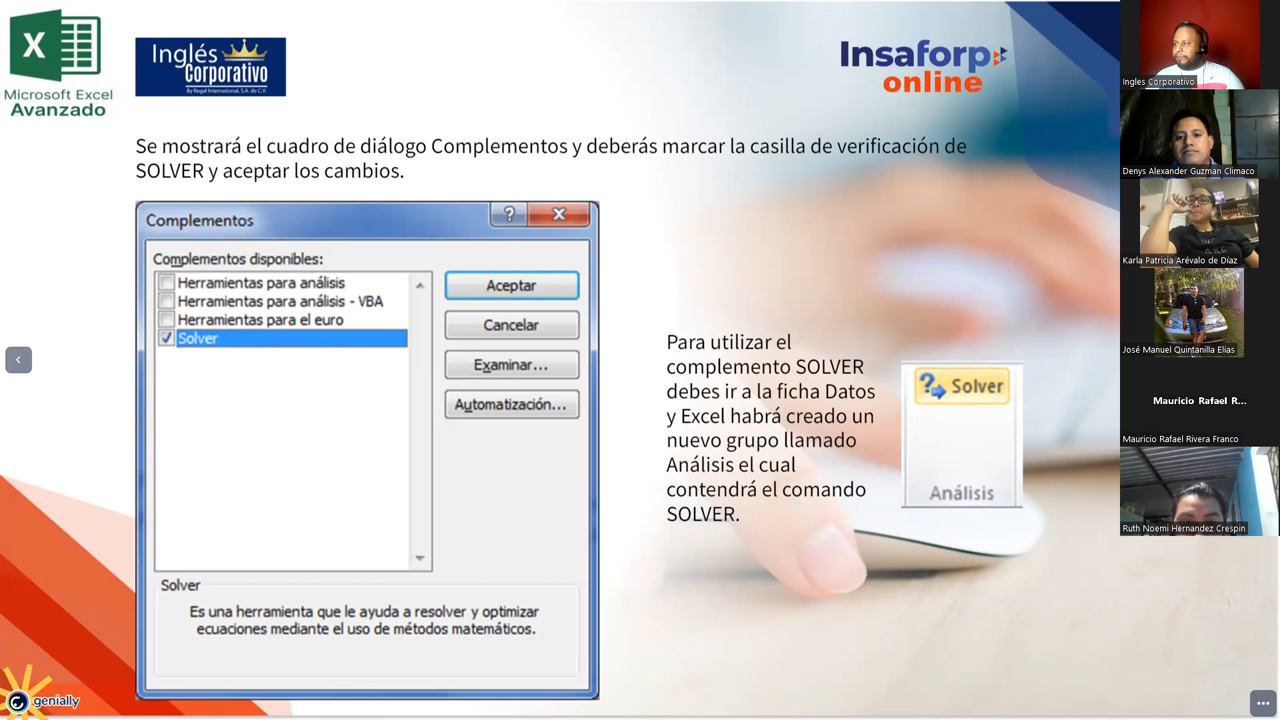 Microsoft Excel
Avanzado
Inglés
Corporativo
By Regal International, S.A. de C.V.
Insaforp
online
Se mostrará el cuadro de diálogo Complementos y deberás marcar la casilla de verificación de
SOLVER y aceptar los cambios.
Complementos
Complementos disponibles:
Herramientas para análisis
Herramientas para análisis - VBA
Herramientas para el euro
Solver
Aceptar
Cancelar
Examinar...
Automatización...
Solver
Es una herramienta que le ayuda a resolver y optimizar
ecuaciones mediante el uso de métodos matemáticos.
Para utilizar el
complemento SOLVER
debes ir a la ficha Datos
y Excel habrá creado un
nuevo grupo llamado
Análisis el cual
contendrá el comando
SOLVER.
Solver
Análisis
genially
Ingles Corporativo
Denys Alexander Guzman Climaco
Karla Patricia Arévalo de Díaz
José Manuel Quintanilla Elias
Mauricio Rafael R...
Mauricio Rafael Rivera Franco
Ruth Noemi Hernandez Crespin